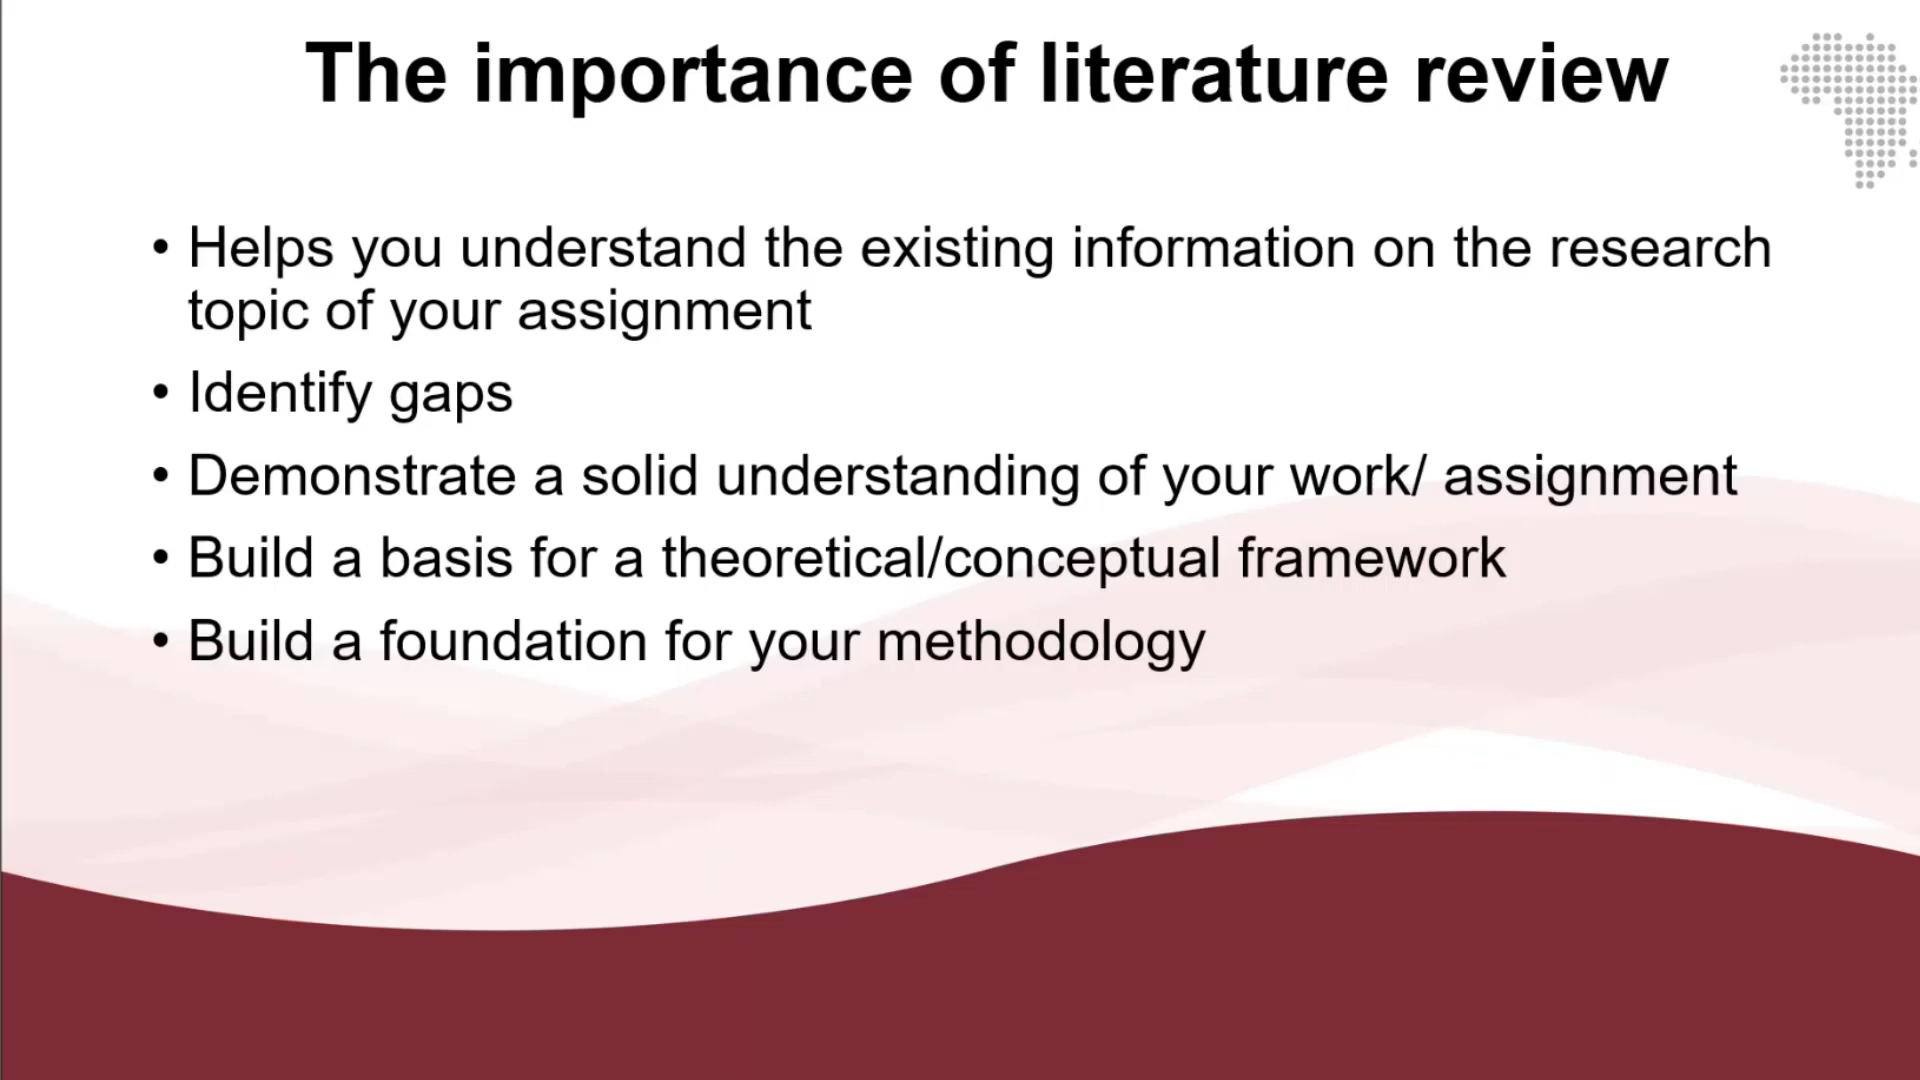 The importance of literature review
• Helps you understand the existing information on the research
topic of your assignment
• Identify gaps
• Demonstrate a solid understanding of your work/ assignment
• Build a basis for a theoretical/conceptual framework
• Build a foundation for your methodology